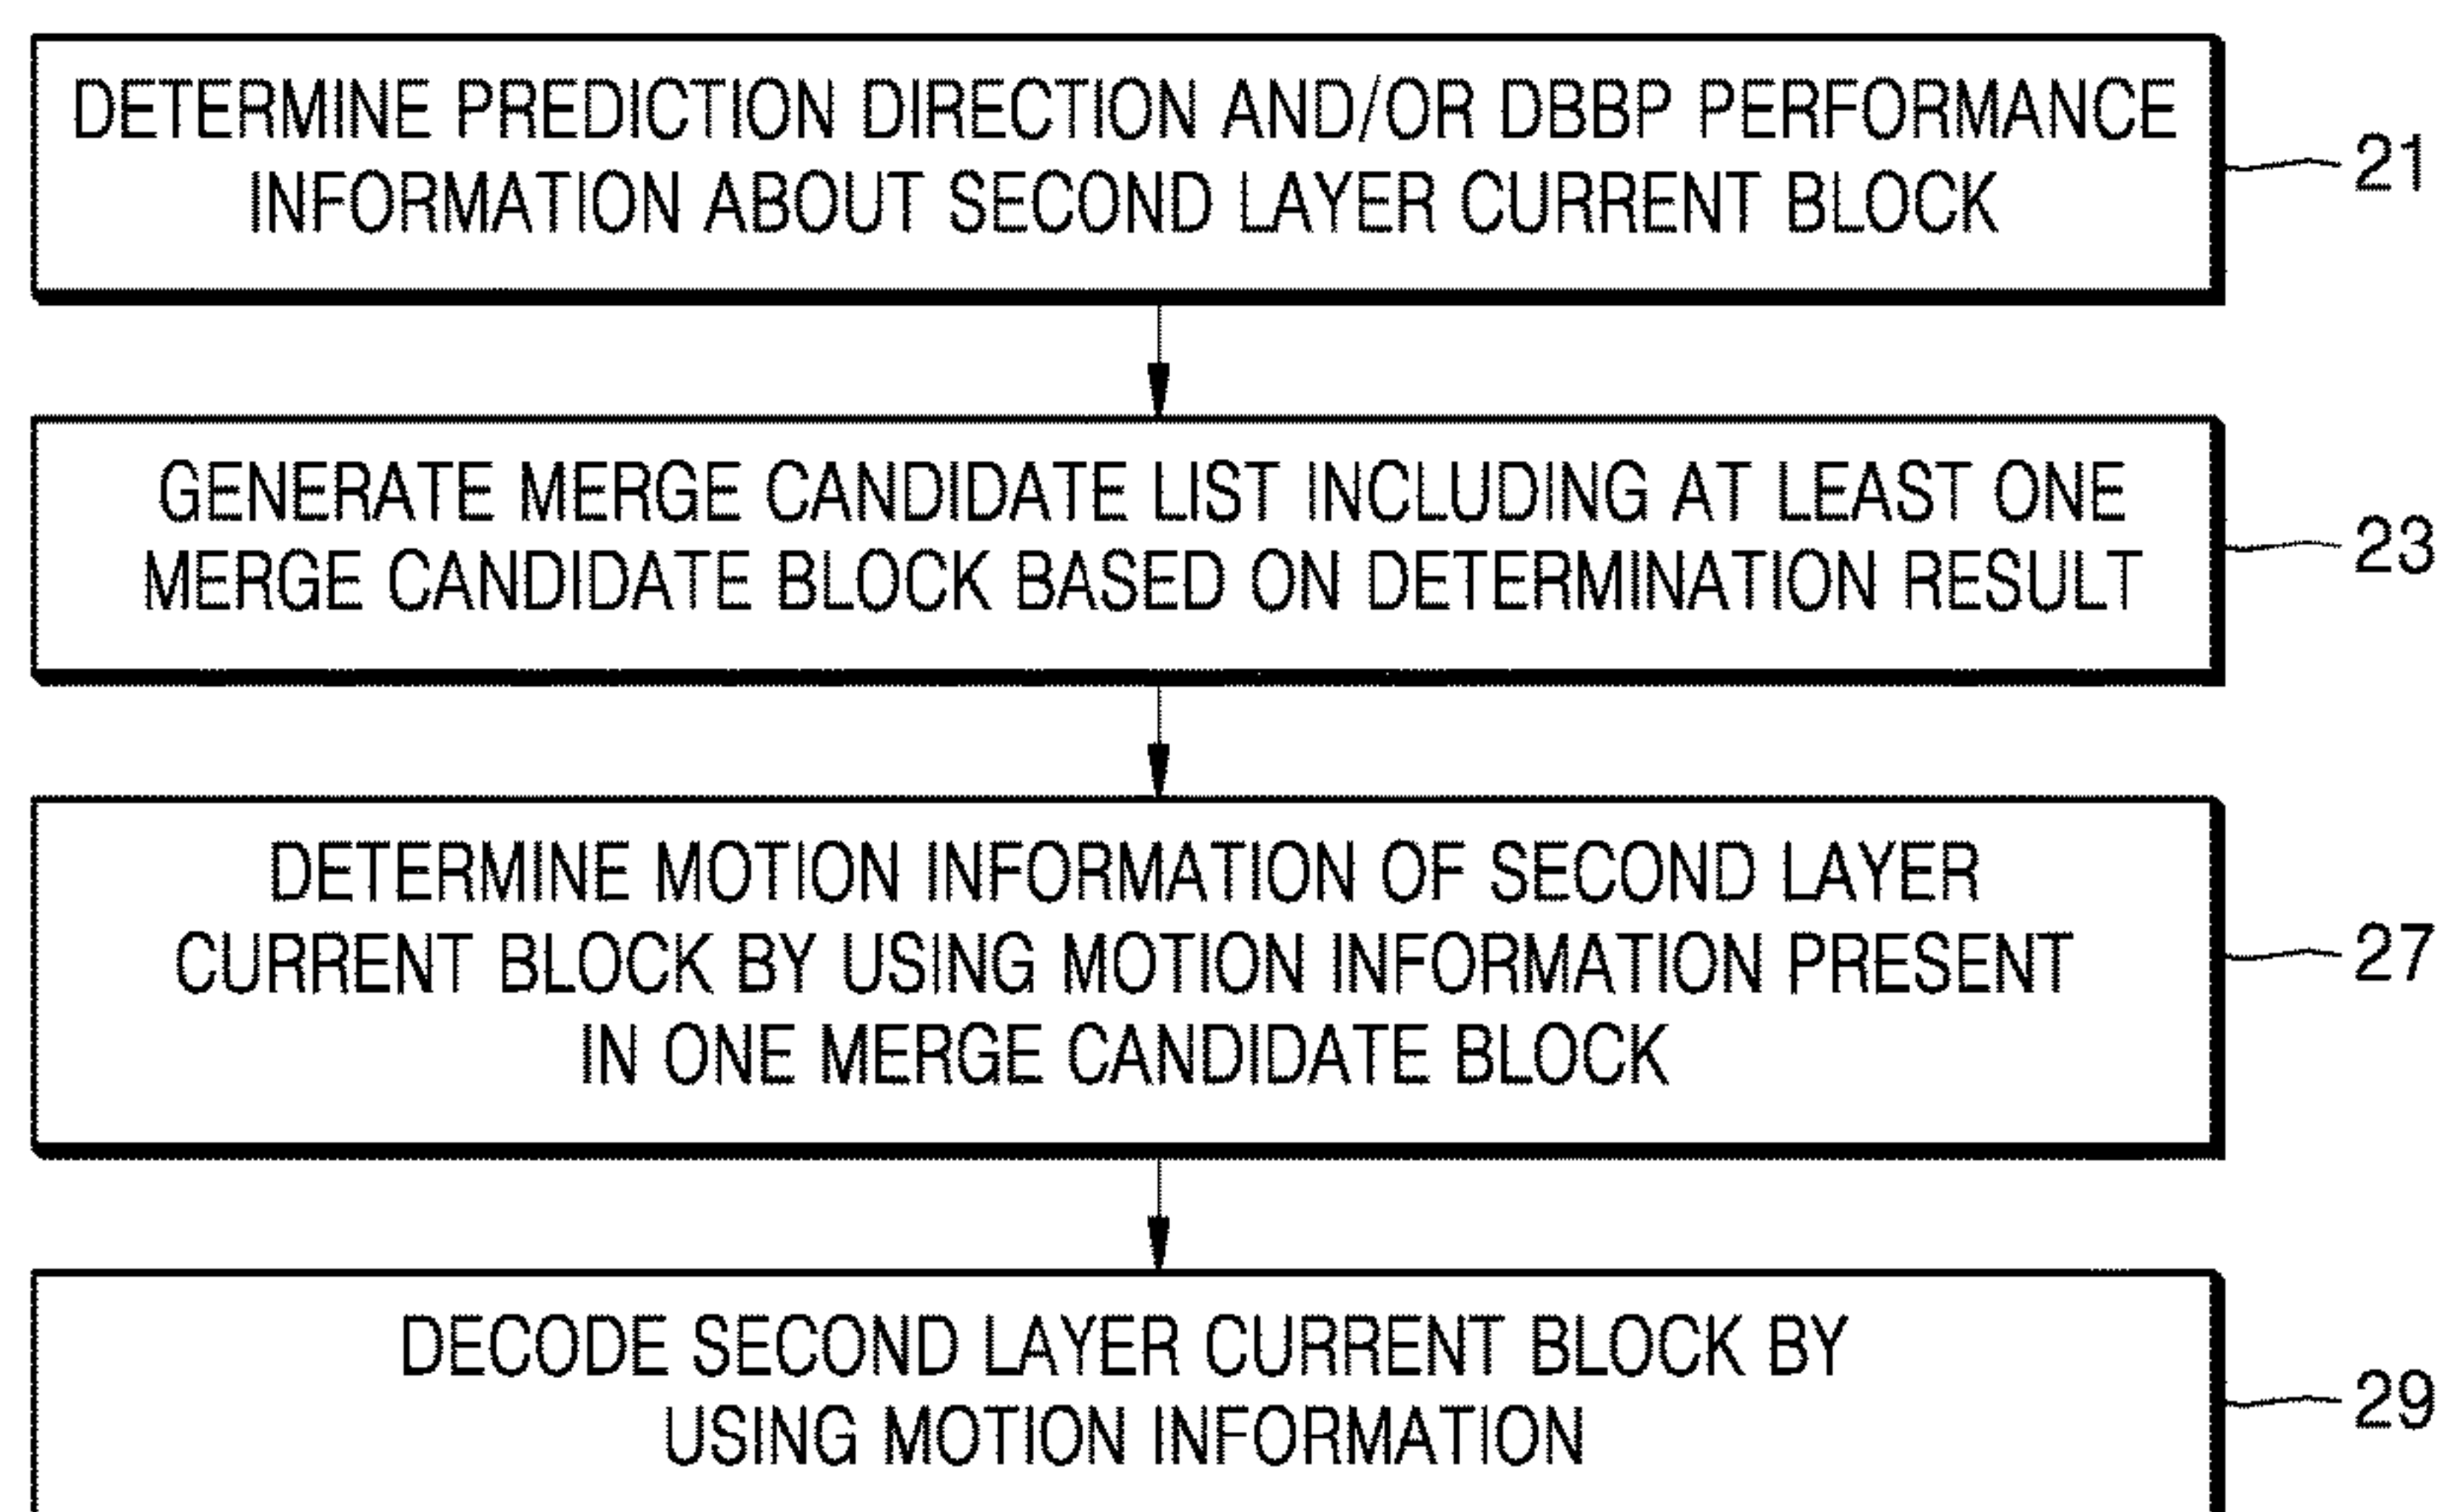 DETERMINE PREDICTION DIRECTION AND/OR DBBP PERFORMANCE
INFORMATION ABOUT SECOND LAYER CURRENT BLOCK
21
GENERATE MERGE CANDIDATE LIST INCLUDING AT LEAST ONE
MERGE CANDIDATE BLOCK BASED ON DETERMINATION RESULT
23
DETERMINE MOTION INFORMATION OF SECOND LAYER
CURRENT BLOCK BY USING MOTION INFORMATION PRESENT
IN ONE MERGE CANDIDATE BLOCK
27
DECODE SECOND LAYER CURRENT BLOCK BY
USING MOTION INFORMATION
29